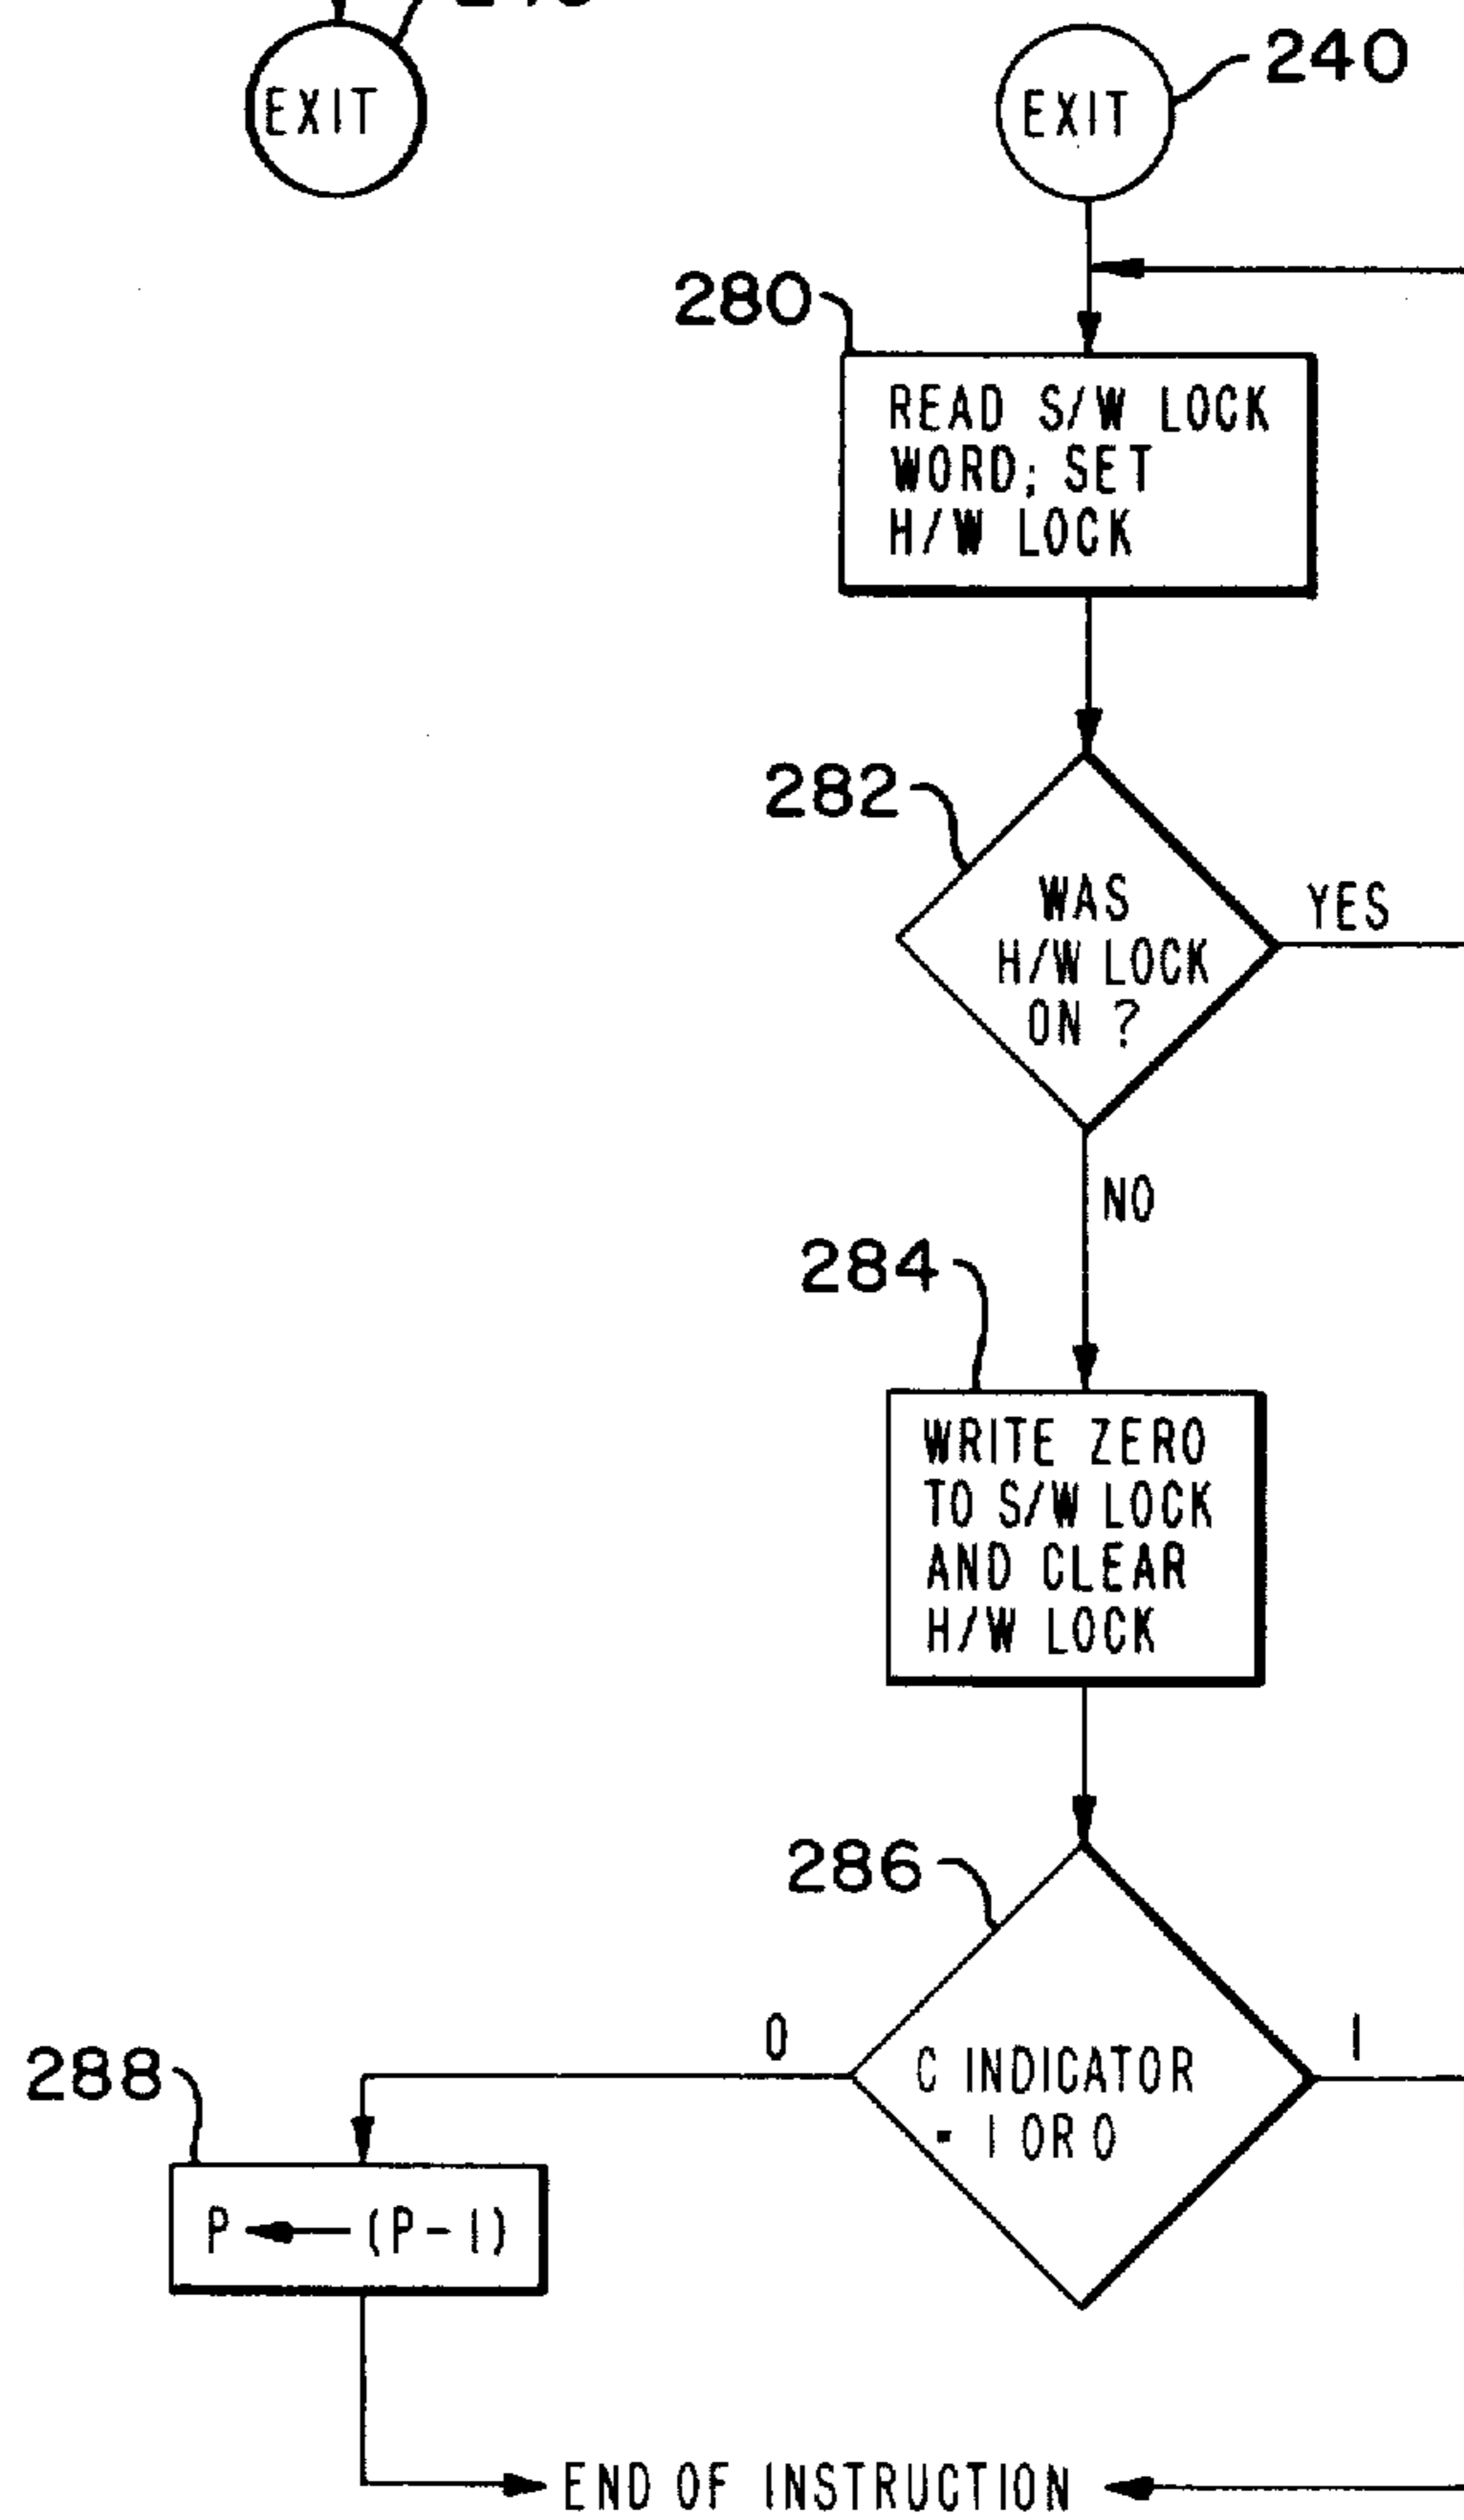 EXIT
EXIT
240
280
READ S/W LOCK
WORD; SET
H/W LOCK
282
WAS
H/W LOCK
ON ?
YES
NO
284
WRITE ZERO
TO S/W LOCK
AND CLEAR
H/W LOCK
286
0
1
C INDICATOR
= 1 OR 0
288
P ← (P-1)
END OF INSTRUCTION